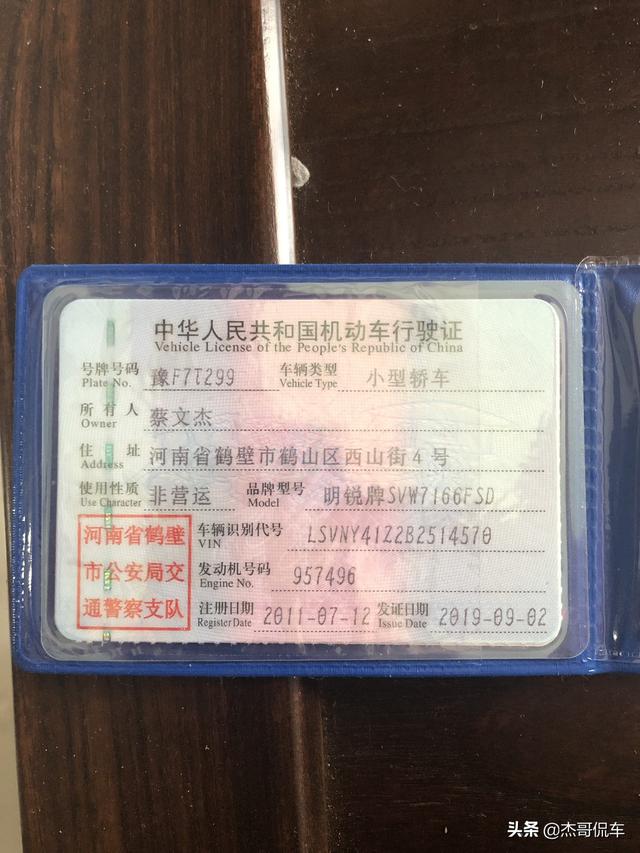 中华人民共和国机动车行驶证
Vehicle License of the People's Republic of China
号牌号码 豫F7T299 车辆类型 小型轿车
Plate No. Vehicle Type
所有人 蔡文杰
Owner
住址 河南省鹤壁市鹤山区西山街4号
Address
使用性质 非营运 品牌型号 明锐牌SVW7166FSD
Use Character Model
河南省鹤壁
市公安局交
通警察支队
车辆识别代号 LSVNY41Z2B2514570
VIN
发动机号码 957496
Engine No.
注册日期 2011-07-12 发证日期 2019-09-02
Register Date Issue Date
头条 @杰哥侃车